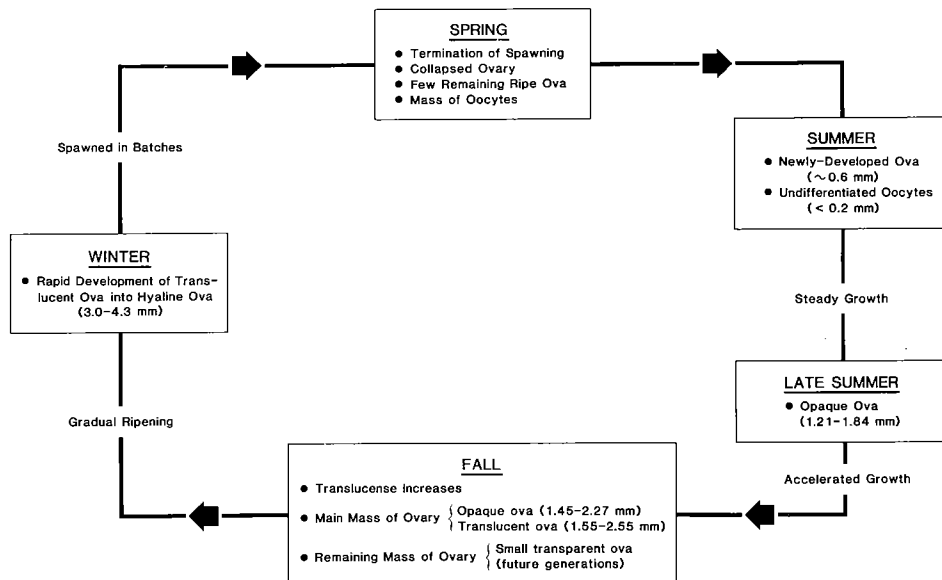 SPRING
● Termination of Spawning
● Collapsed Ovary
● Few Remaining Ripe Ova
● Mass of Oocytes
SUMMER
● Newly-Developed Ova
(~0.6 mm)
● Undifferentiated Oocytes
(< 0.2 mm)
Steady Growth
LATE SUMMER
● Opaque Ova
(1.21-1.84 mm)
Accelerated Growth
FALL
● Translucense Increases
● Main Mass of Ovary { Opaque ova (1.45-2.27 mm)
Translucent ova (1.55-2.55 mm)
● Remaining Mass of Ovary { Small transparent ova
(future generations)
Gradual Ripening
WINTER
● Rapid Development of Trans-
lucent Ova into Hyaline Ova
(3.0-4.3 mm)
Spawned in Batches